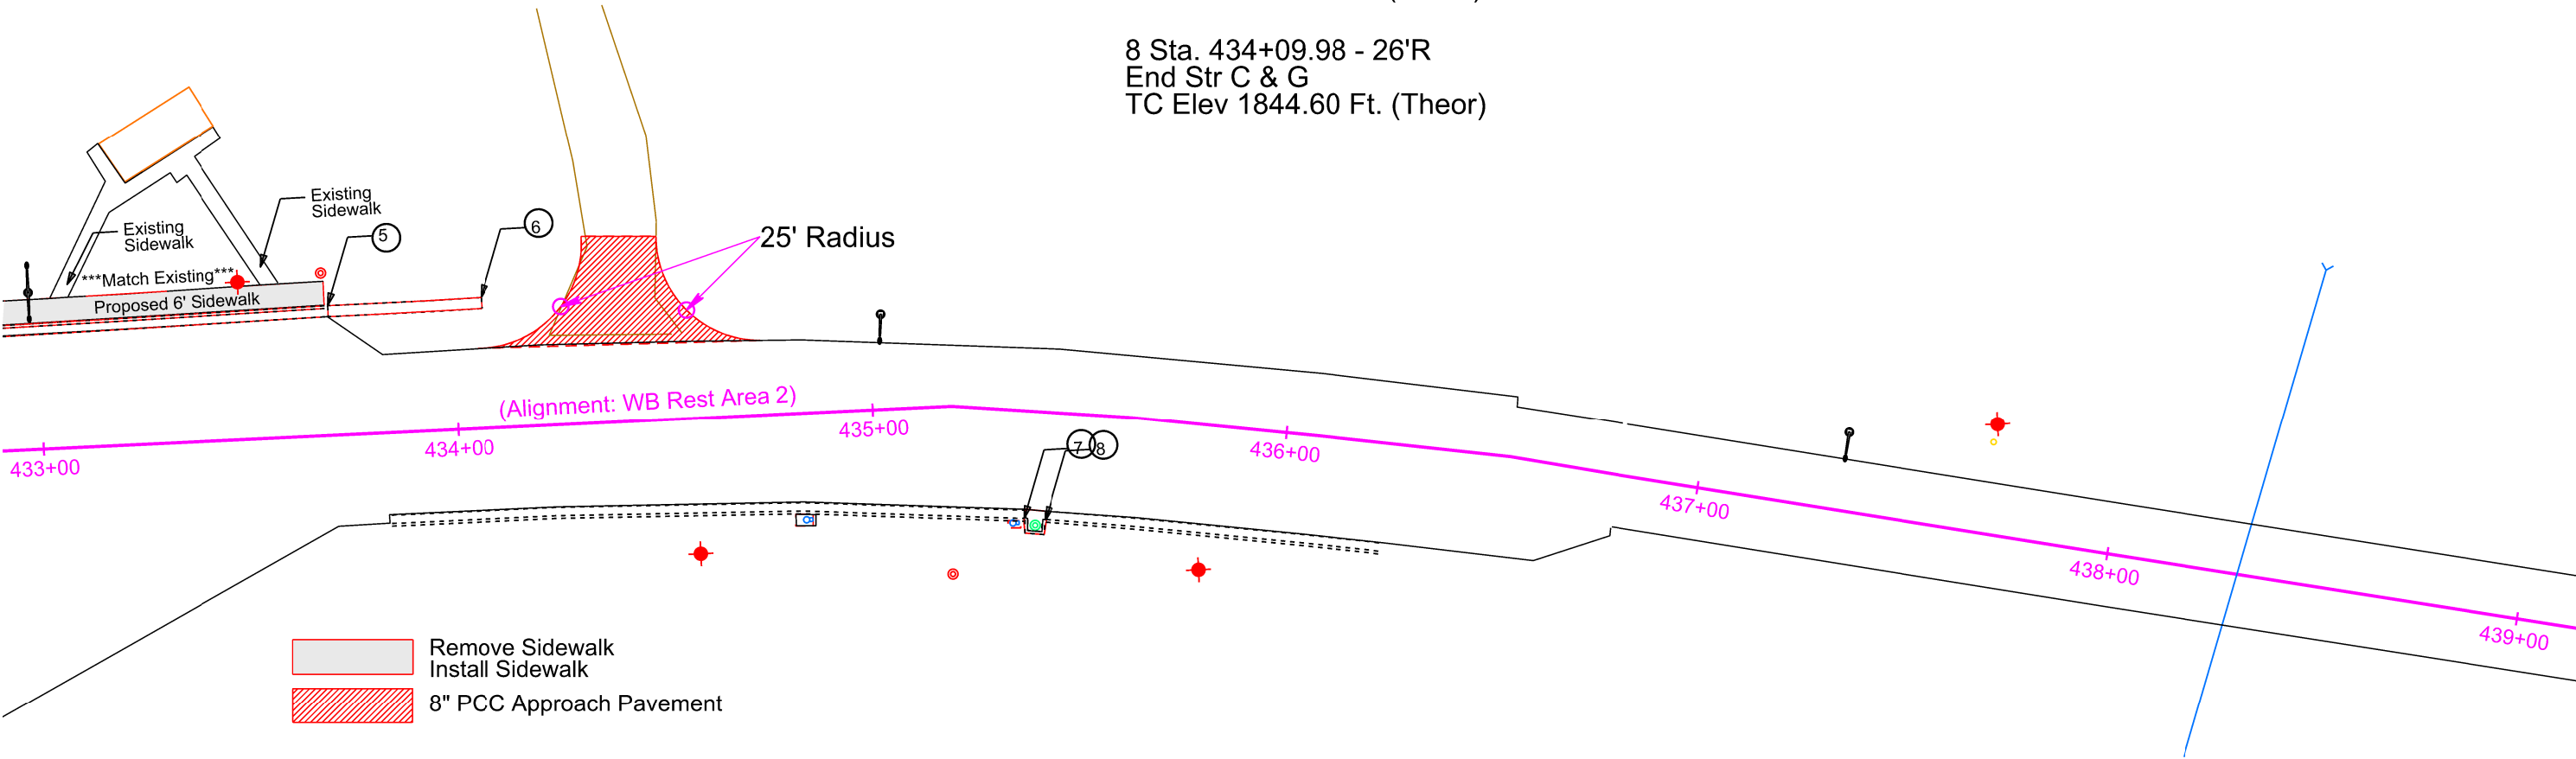 8 Sta. 434+09.98 - 26'R
End Str C & G
TC Elev 1844.60 Ft. (Theor)
Existing
Sidewalk
Existing
Sidewalk
5
6
25' Radius
***Match Existing***
Proposed 6' Sidewalk
(Alignment: WB Rest Area 2)
433+00
434+00
435+00
436+00
437+00
438+00
439+00
7
8
Remove Sidewalk
Install Sidewalk
8" PCC Approach Pavement